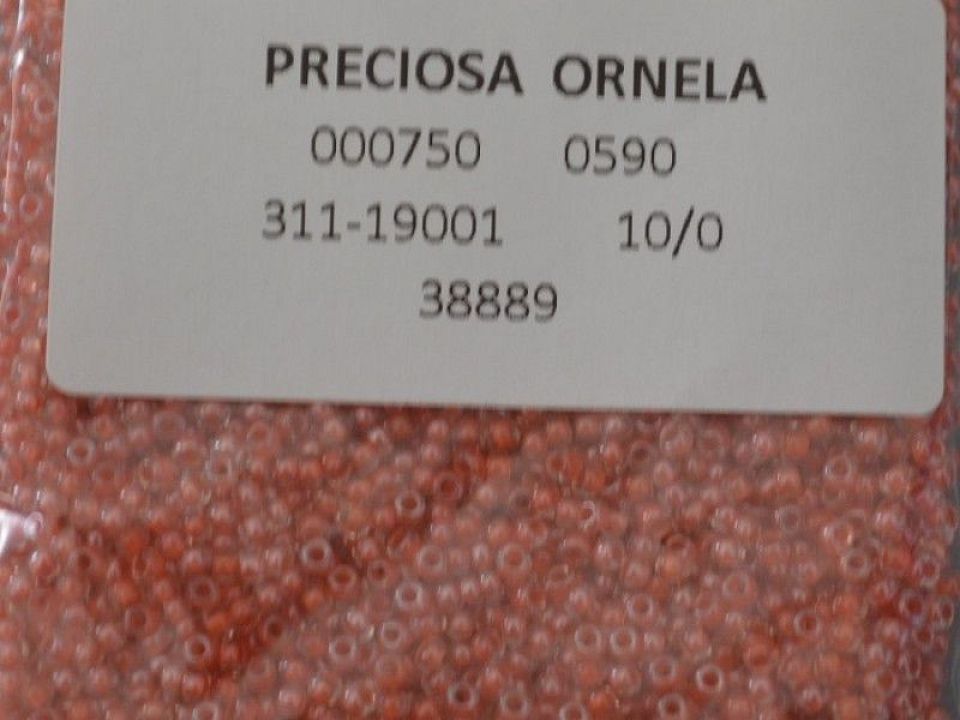 PRECIOSA ORNELA
000750 0590
311-19001 10/0
38889